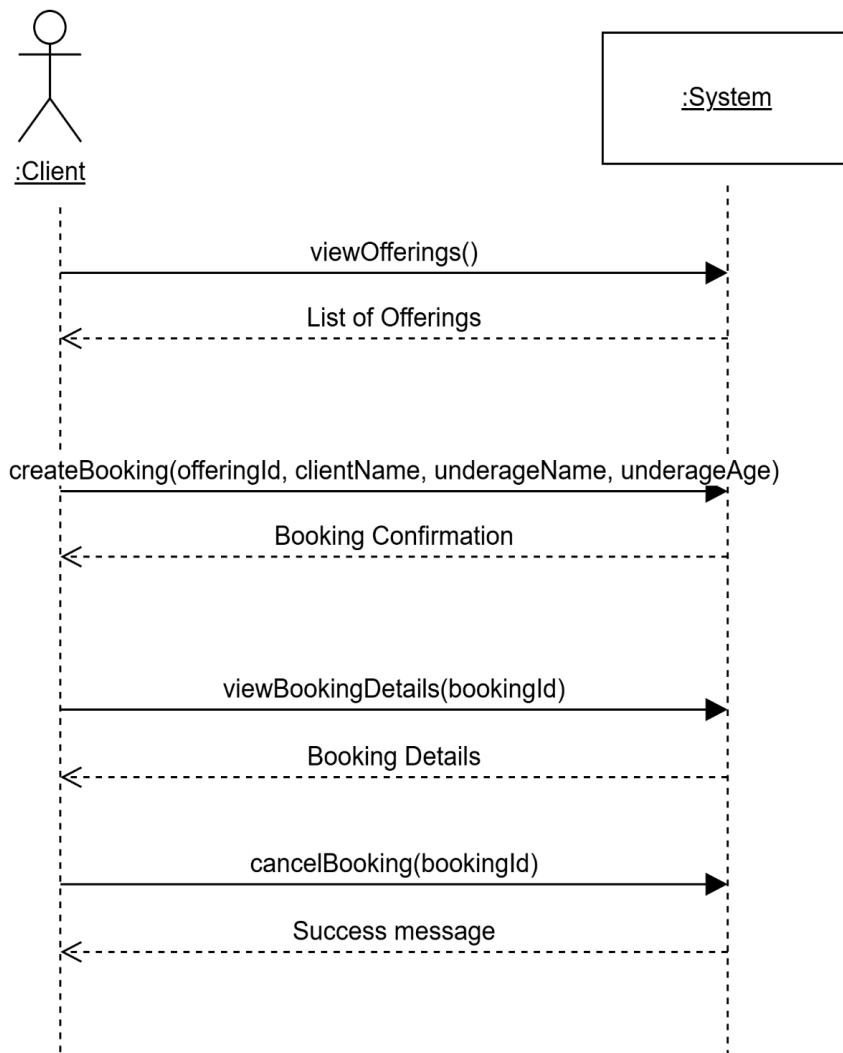 :Client
:System
viewOfferings()
List of Offerings
createBooking(offeringId, clientName, underageName, underageAge)
Booking Confirmation
viewBookingDetails(bookingId)
Booking Details
cancelBooking(bookingId)
Success message